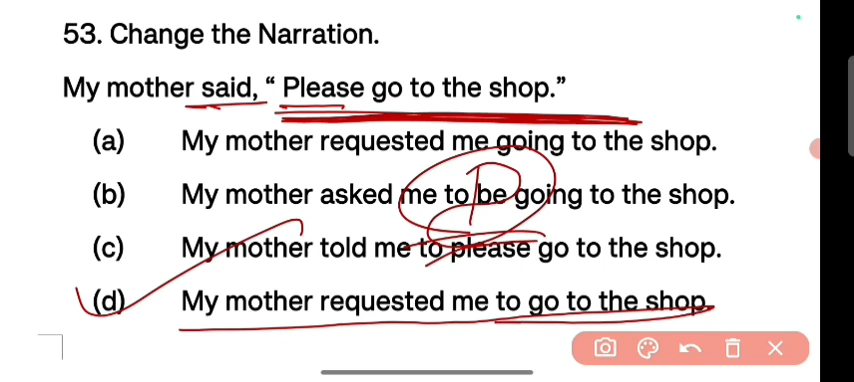 53. Change the Narration.
My mother said, “ Please go to the shop.”
(a) My mother requested me going to the shop.
(b) My mother asked me to be going to the shop.
(c) My mother told me to please go to the shop.
(d) My mother requested me to go to the shop.